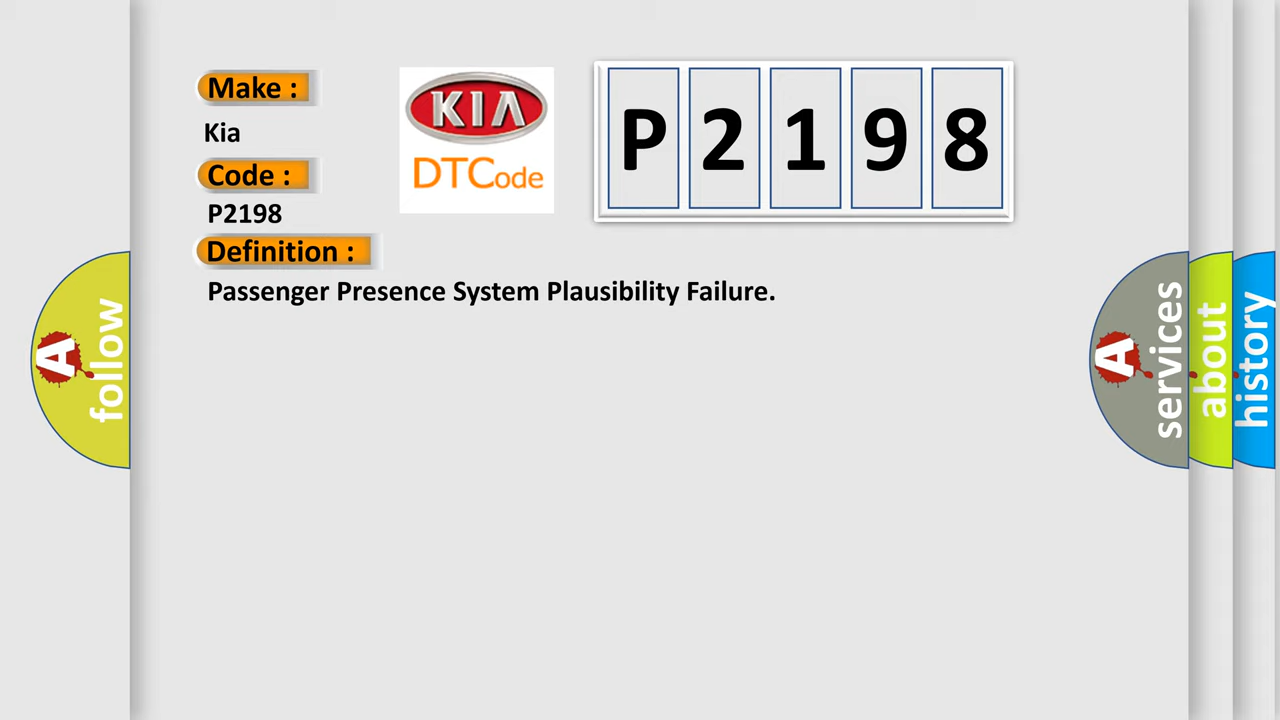 Make :
Kia
Code :
P2198
Definition :
Passenger Presence System Plausibility Failure.
KIA
DTCode
P 2 1 9 8
A follow
A services
about
history